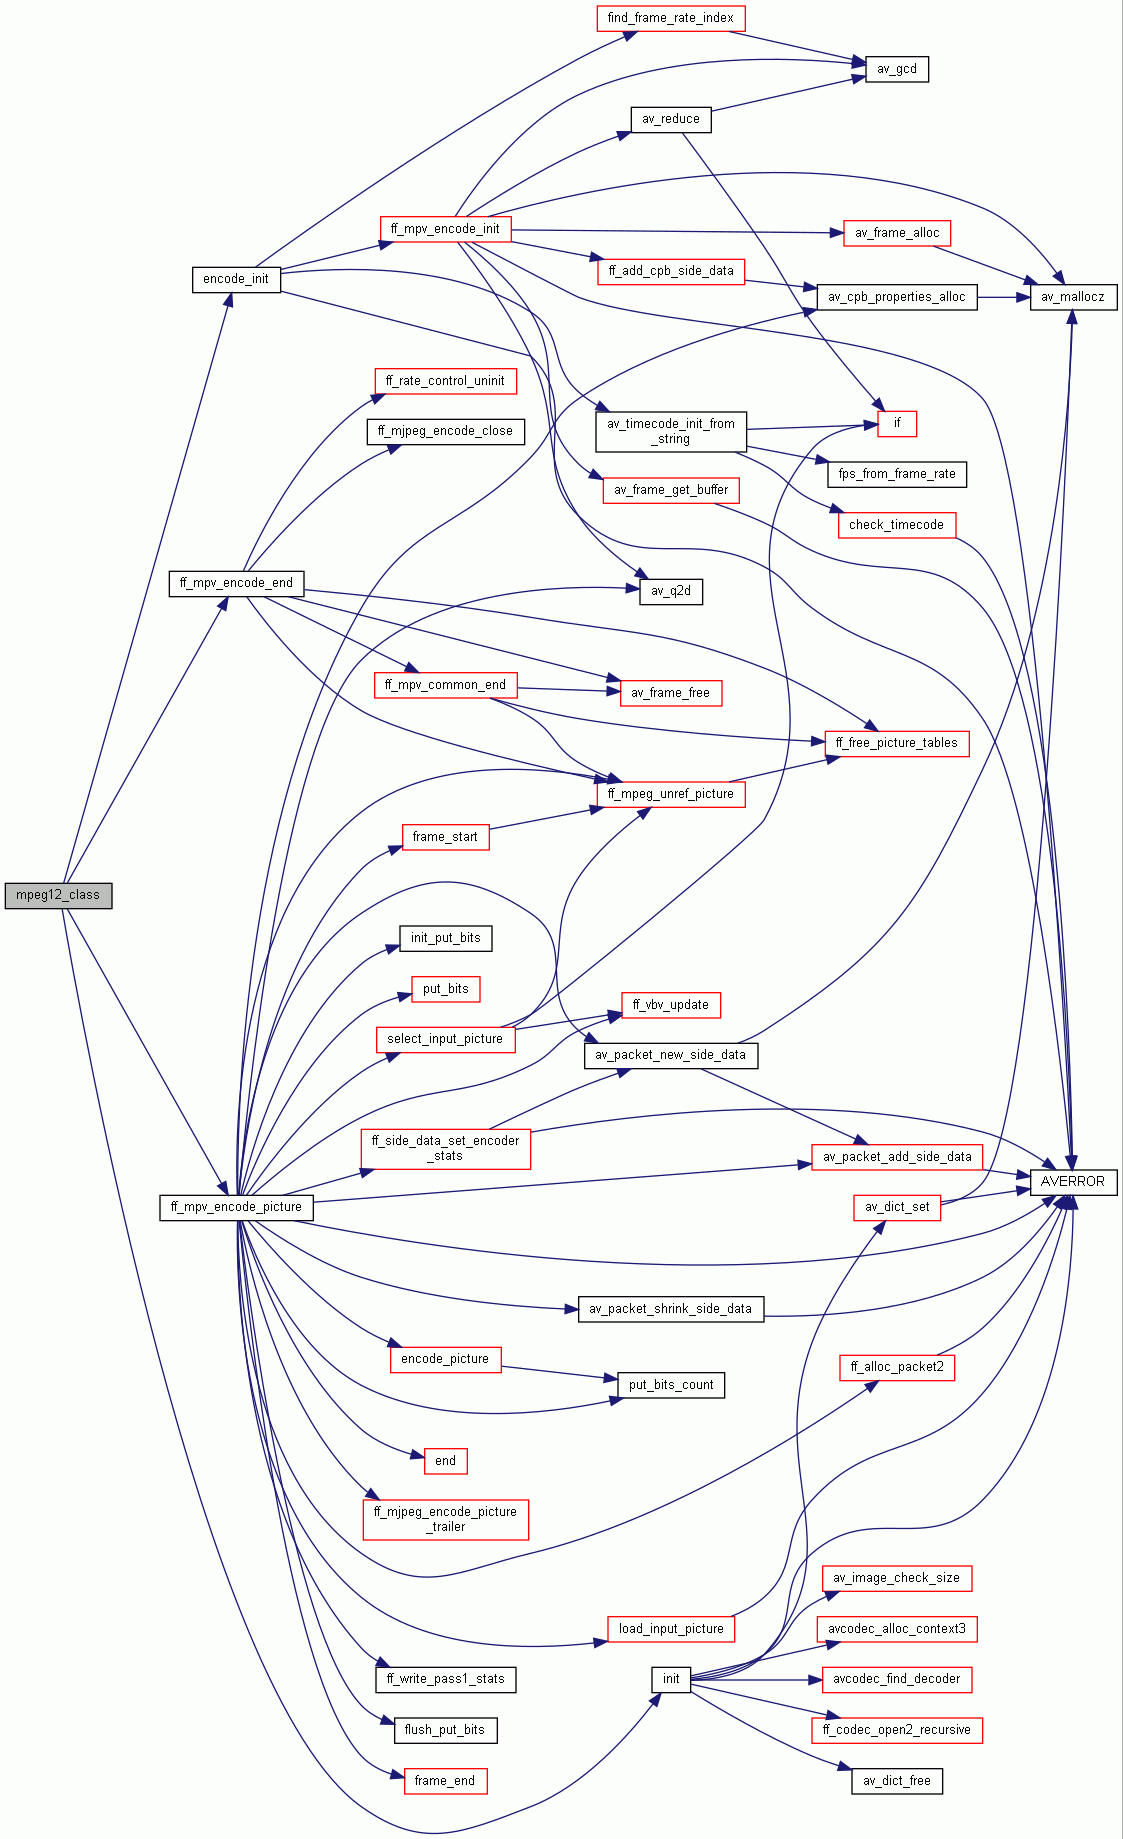 find_frame_rate_index
av_gcd
av_reduce
ff_mpv_encode_init
av_frame_alloc
encode_init
ff_add_cpb_side_data
av_cpb_properties_alloc
av_mallocz
ff_rate_control_uninit
ff_mjpeg_encode_close
av_timecode_init_from
_string
if
fps_from_frame_rate
av_frame_get_buffer
check_timecode
ff_mpv_encode_end
av_q2d
ff_mpv_common_end
av_frame_free
ff_free_picture_tables
ff_mpeg_unref_picture
frame_start
mpeg12_class
init_put_bits
put_bits
ff_vbv_update
select_input_picture
av_packet_new_side_data
ff_side_data_set_encoder
_stats
av_packet_add_side_data
AVERROR
ff_mpv_encode_picture
av_dict_set
av_packet_shrink_side_data
encode_picture
ff_alloc_packet2
put_bits_count
end
ff_mjpeg_encode_picture
_trailer
av_image_check_size
load_input_picture
avcodec_alloc_context3
ff_write_pass1_stats
init
avcodec_find_decoder
flush_put_bits
ff_codec_open2_recursive
frame_end
av_dict_free